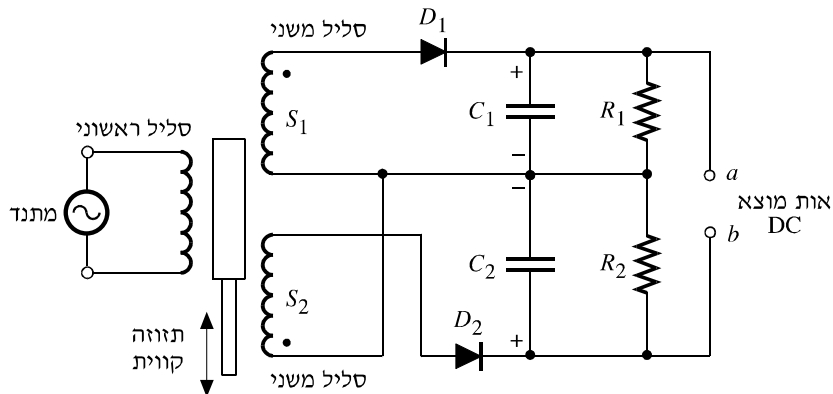 סליל משני
D1
+
S1
C1
R1
סליל ראשוני
−
a
−
מתנד
אות מוצא
DC
b
S2
C2
R2
תזוזה
קווית
D2
+
סליל משני